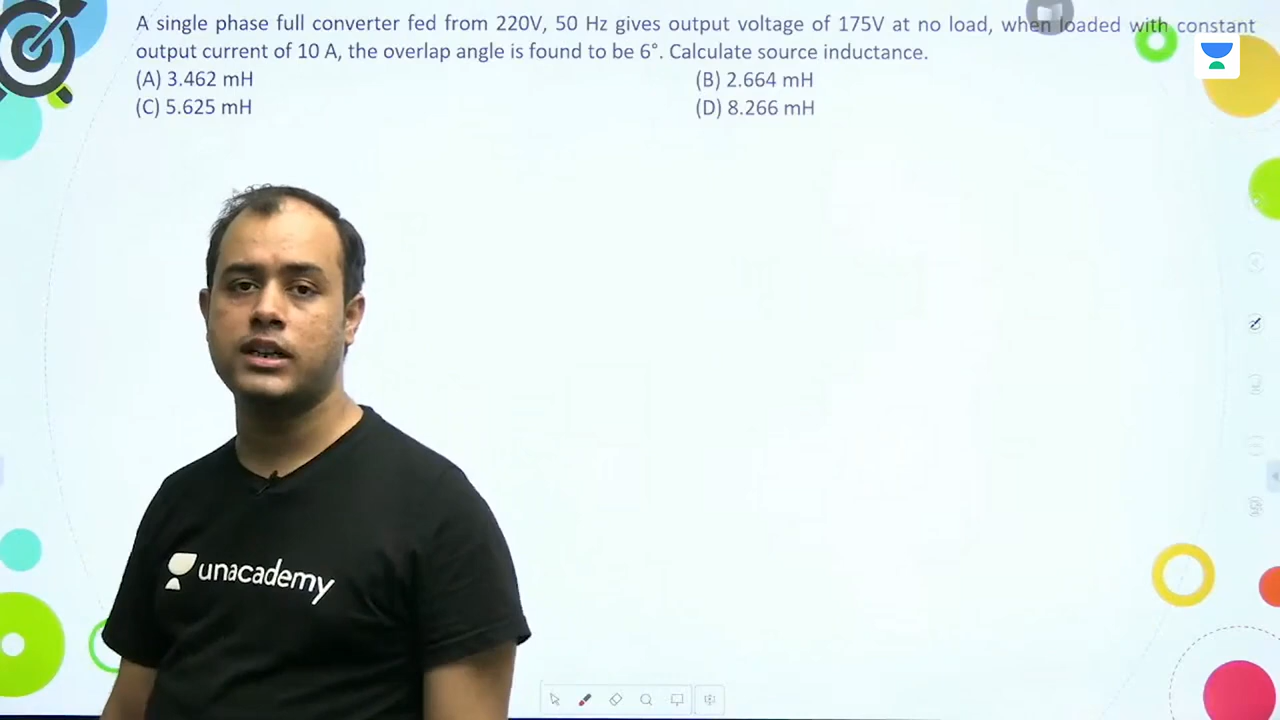 A single phase full converter fed from 220V, 50 Hz gives output voltage of 175V at no load, when loaded with constant
output current of 10 A, the overlap angle is found to be 6°. Calculate source inductance.
(A) 3.462 mH (B) 2.664 mH
(C) 5.625 mH (D) 8.266 mH
unacademy